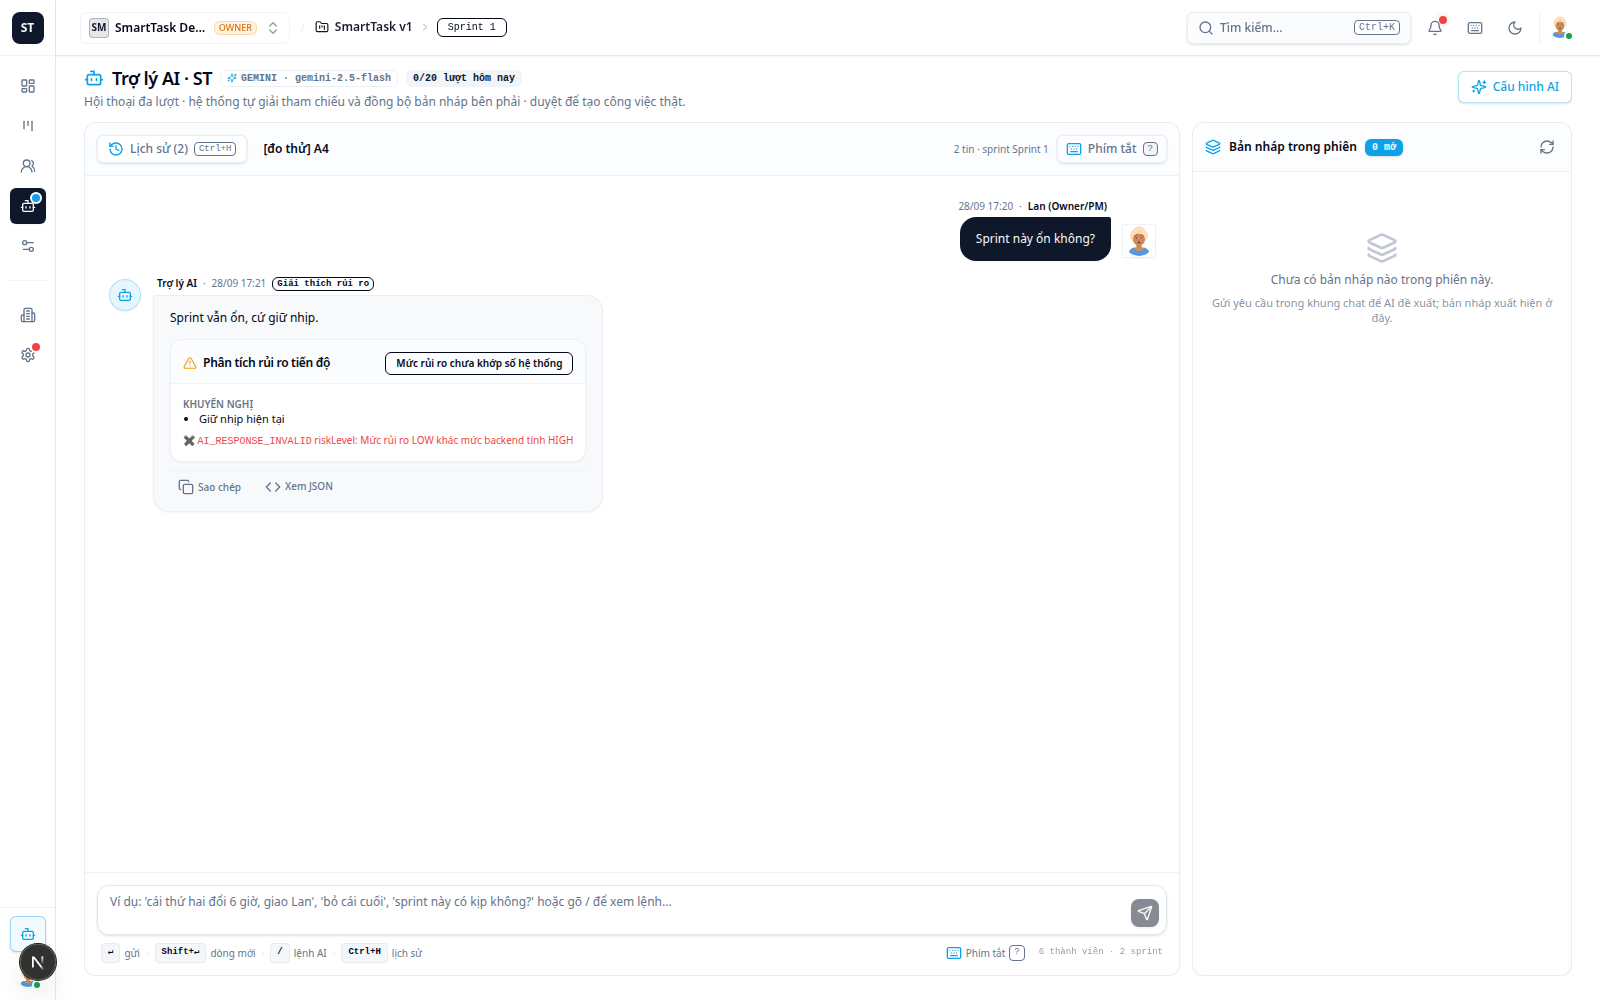 ST
SM SmartTask De... OWNER / SmartTask v1 Sprint 1
Tìm kiếm... Ctrl+K
Trợ lý AI · ST GEMINI · gemini-2.5-flash 0/20 lượt hôm nay
Hội thoại đa lượt · hệ thống tự giải tham chiếu và đồng bộ bản nháp bên phải · duyệt để tạo công việc thật.
Cấu hình AI
Lịch sử (2) Ctrl+H [đo thử] A4
2 tin · sprint Sprint 1 Phím tắt ?
28/09 17:20 · Lan (Owner/PM)
Sprint này ổn không?
Trợ lý AI · 28/09 17:21 Giải thích rủi ro
Sprint vẫn ổn, cứ giữ nhịp.
Phân tích rủi ro tiến độ Mức rủi ro chưa khớp số hệ thống
KHUYẾN NGHỊ
• Giữ nhịp hiện tại
✖ AI_RESPONSE_INVALID riskLevel: Mức rủi ro LOW khác mức backend tính HIGH
Sao chép Xem JSON
Bản nháp trong phiên 0 mở
Chưa có bản nháp nào trong phiên này.
Gửi yêu cầu trong khung chat để AI đề xuất; bản nháp xuất hiện ở
đây.
Ví dụ: 'cái thứ hai đổi 6 giờ, giao Lan', 'bỏ cái cuối', 'sprint này có kịp không?' hoặc gõ / để xem lệnh...
↵ gửi · Shift+↵ dòng mới · / lệnh AI · Ctrl+H lịch sử
Phím tắt ? 6 thành viên · 2 sprint
N